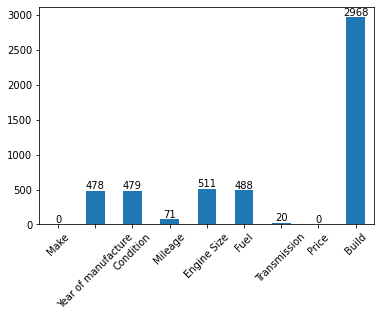 3000
2500
2000
1500
1000
500
0
0
478
479
71
511
488
20
0
2968
Make
Year of manufacture
Condition
Mileage
Engine Size
Fuel
Transmission
Price
Build